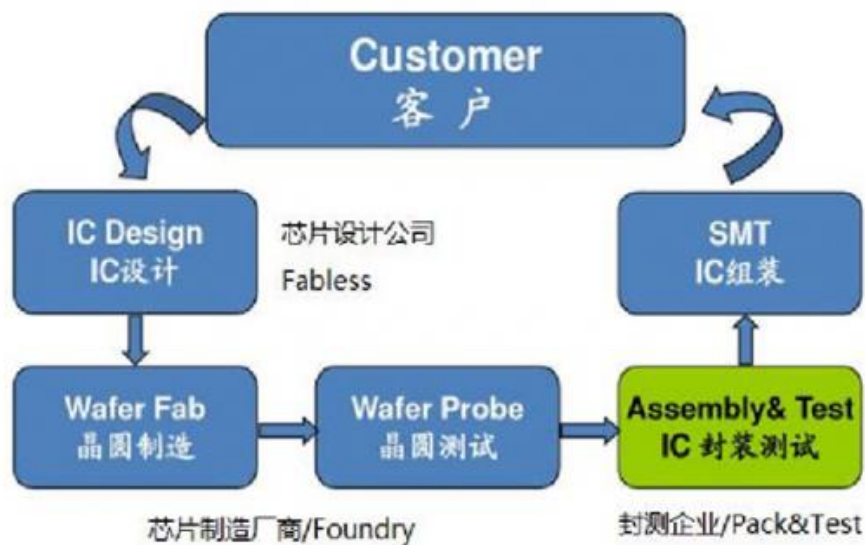 Customer
客 户
IC Design
IC设计
芯片设计公司
Fabless
SMT
IC组装
Wafer Fab
晶圆制造
Wafer Probe
晶圆测试
Assembly& Test
IC 封装测试
芯片制造厂商/Foundry
封测企业/Pack&Test